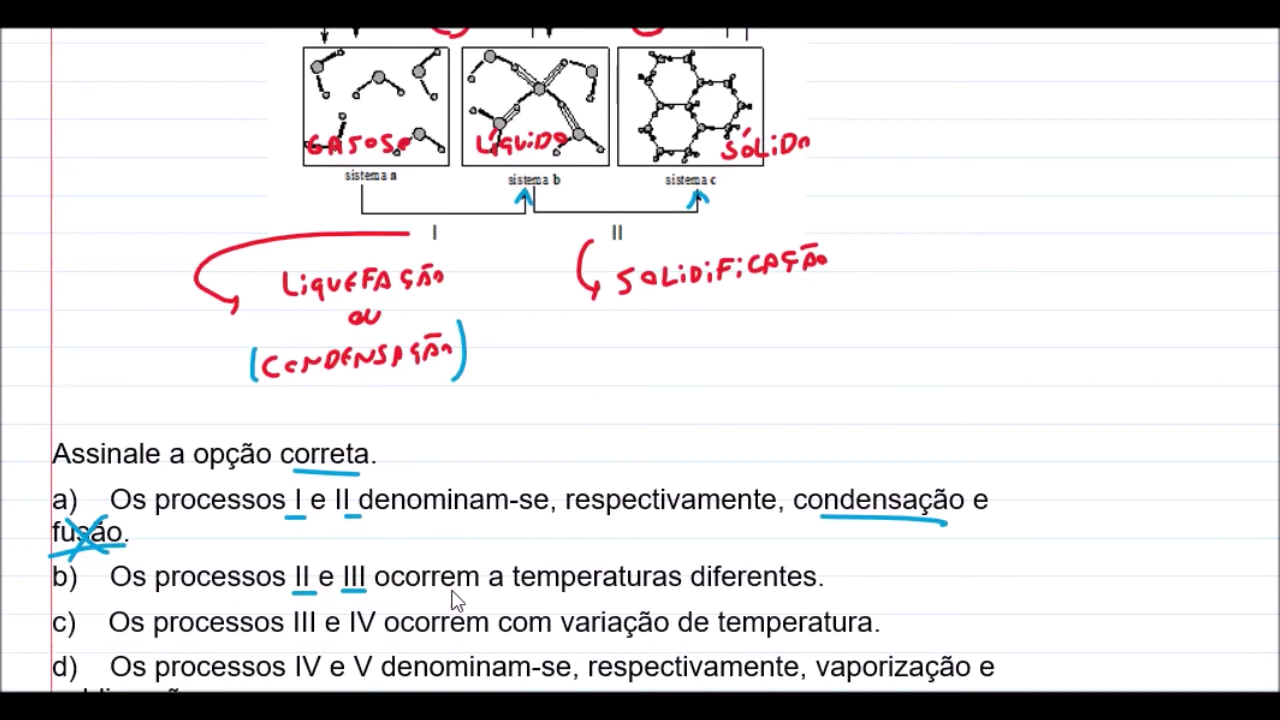 GASOSO LÍQUIDO SÓLIDO
sistema a sistema b sistema c
I II
LIQUEFAÇÃO SOLIDIFICAÇÃO
OU
(CONDENSAÇÃO)
Assinale a opção correta.
a) Os processos I e II denominam-se, respectivamente, condensação e
fusão.
b) Os processos II e III ocorrem a temperaturas diferentes.
c) Os processos III e IV ocorrem com variação de temperatura.
d) Os processos IV e V denominam-se, respectivamente, vaporização e